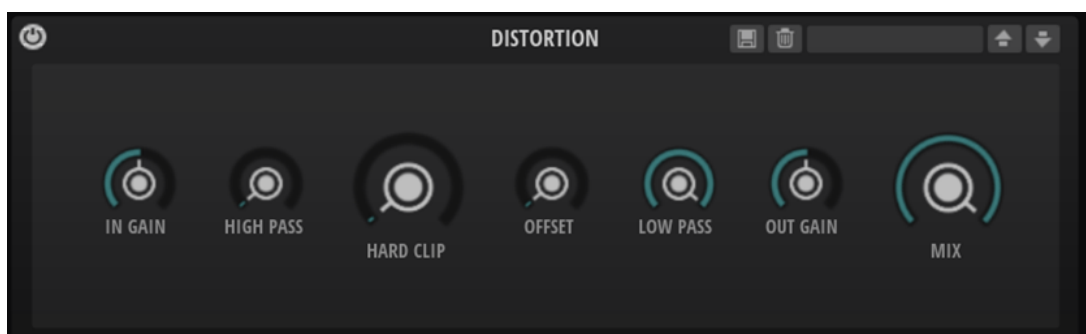 DISTORTION
IN GAIN
HIGH PASS
HARD CLIP
OFFSET
LOW PASS
OUT GAIN
MIX